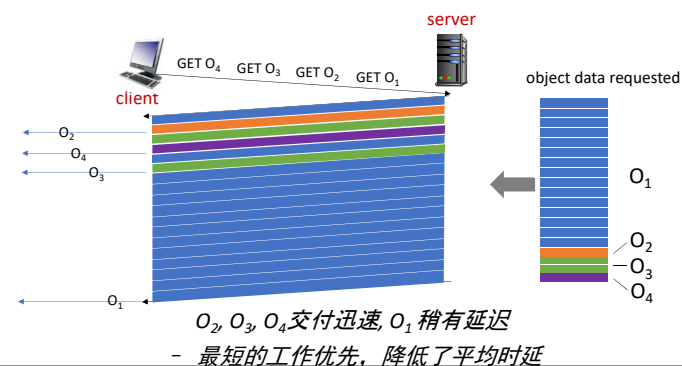 server
GET O4 GET O3 GET O2 GET O1
object data requested
client
O2
O4
O3
O1
O1
O2
O3
O4
O2, O3, O4交付迅速, O1 稍有延迟
- 最短的工作优先，降低了平均时延